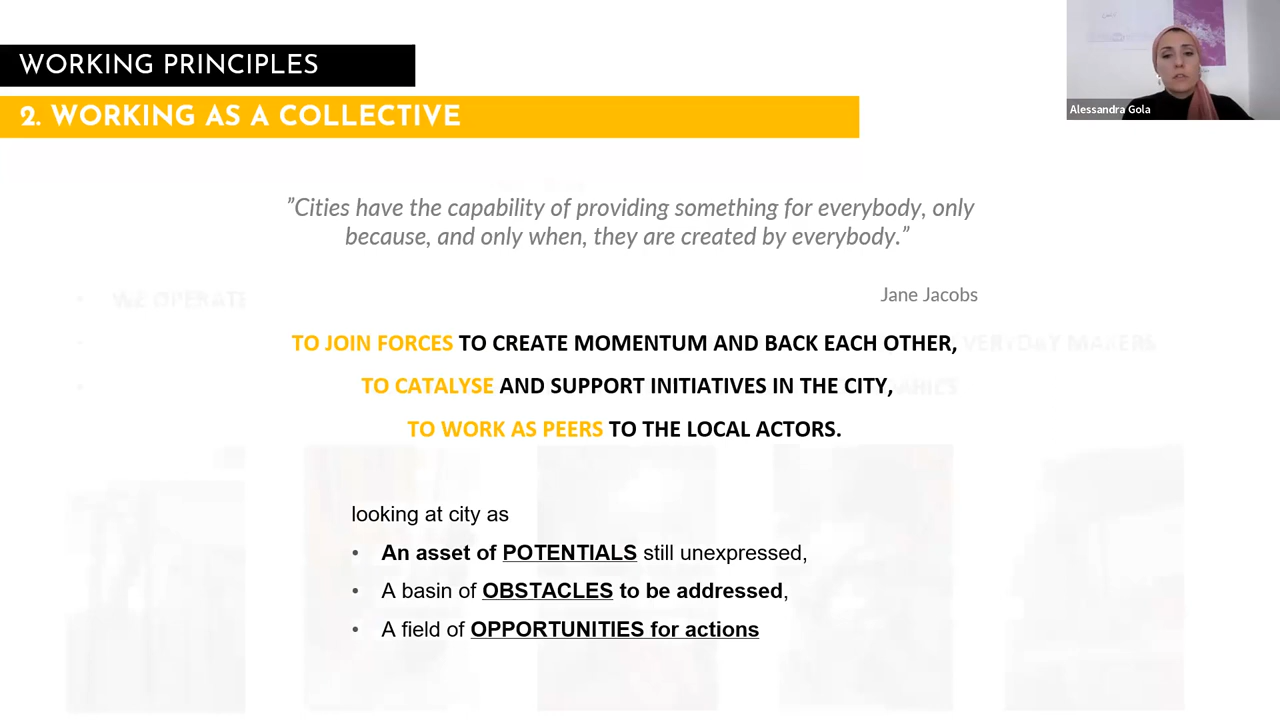 WORKING PRINCIPLES
2. WORKING AS A COLLECTIVE
Alessandra Gola
”Cities have the capability of providing something for everybody, only
because, and only when, they are created by everybody.”
Jane Jacobs
WE OPERATE
TO JOIN FORCES TO CREATE MOMENTUM AND BACK EACH OTHER,
EVERYDAY MAKERS
TO CATALYSE AND SUPPORT INITIATIVES IN THE CITY,
TO WORK AS PEERS TO THE LOCAL ACTORS.
looking at city as
• An asset of POTENTIALS still unexpressed,
• A basin of OBSTACLES to be addressed,
• A field of OPPORTUNITIES for actions